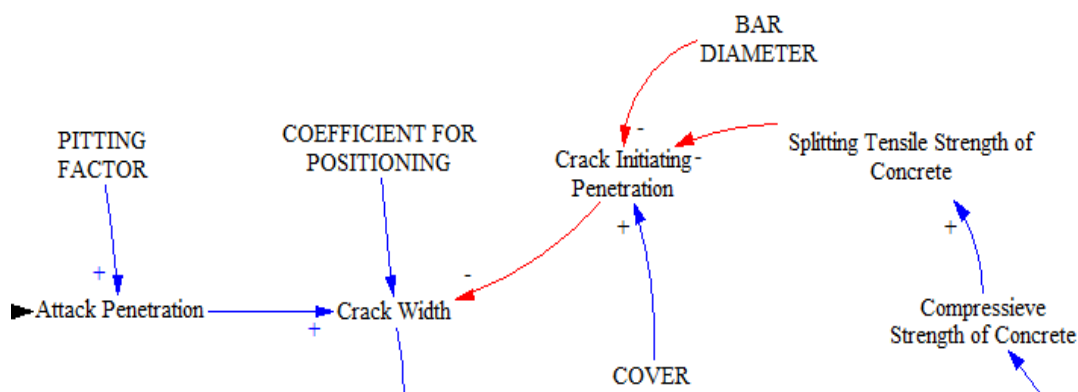 BAR
DIAMETER
PITTING
FACTOR
COEFFICIENT FOR
POSITIONING
-
Crack Initiating
Penetration
-
Splitting Tensile Strength of
Concrete
+
+
-
+
Attack Penetration
+
Crack Width
Compressieve
Strength of Concrete
COVER